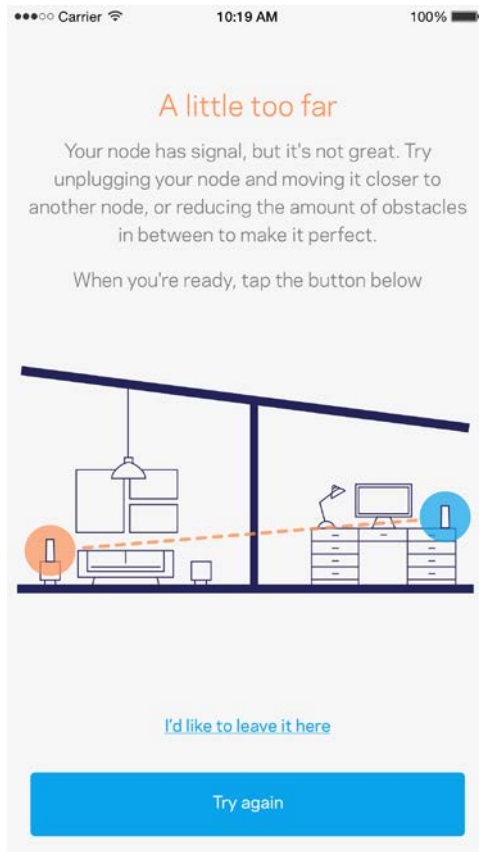 Carrier 10:19 AM 100%
A little too far
Your node has signal, but it's not great. Try
unplugging your node and moving it closer to
another node, or reducing the amount of obstacles
in between to make it perfect.
When you're ready, tap the button below
I'd like to leave it here
Try again